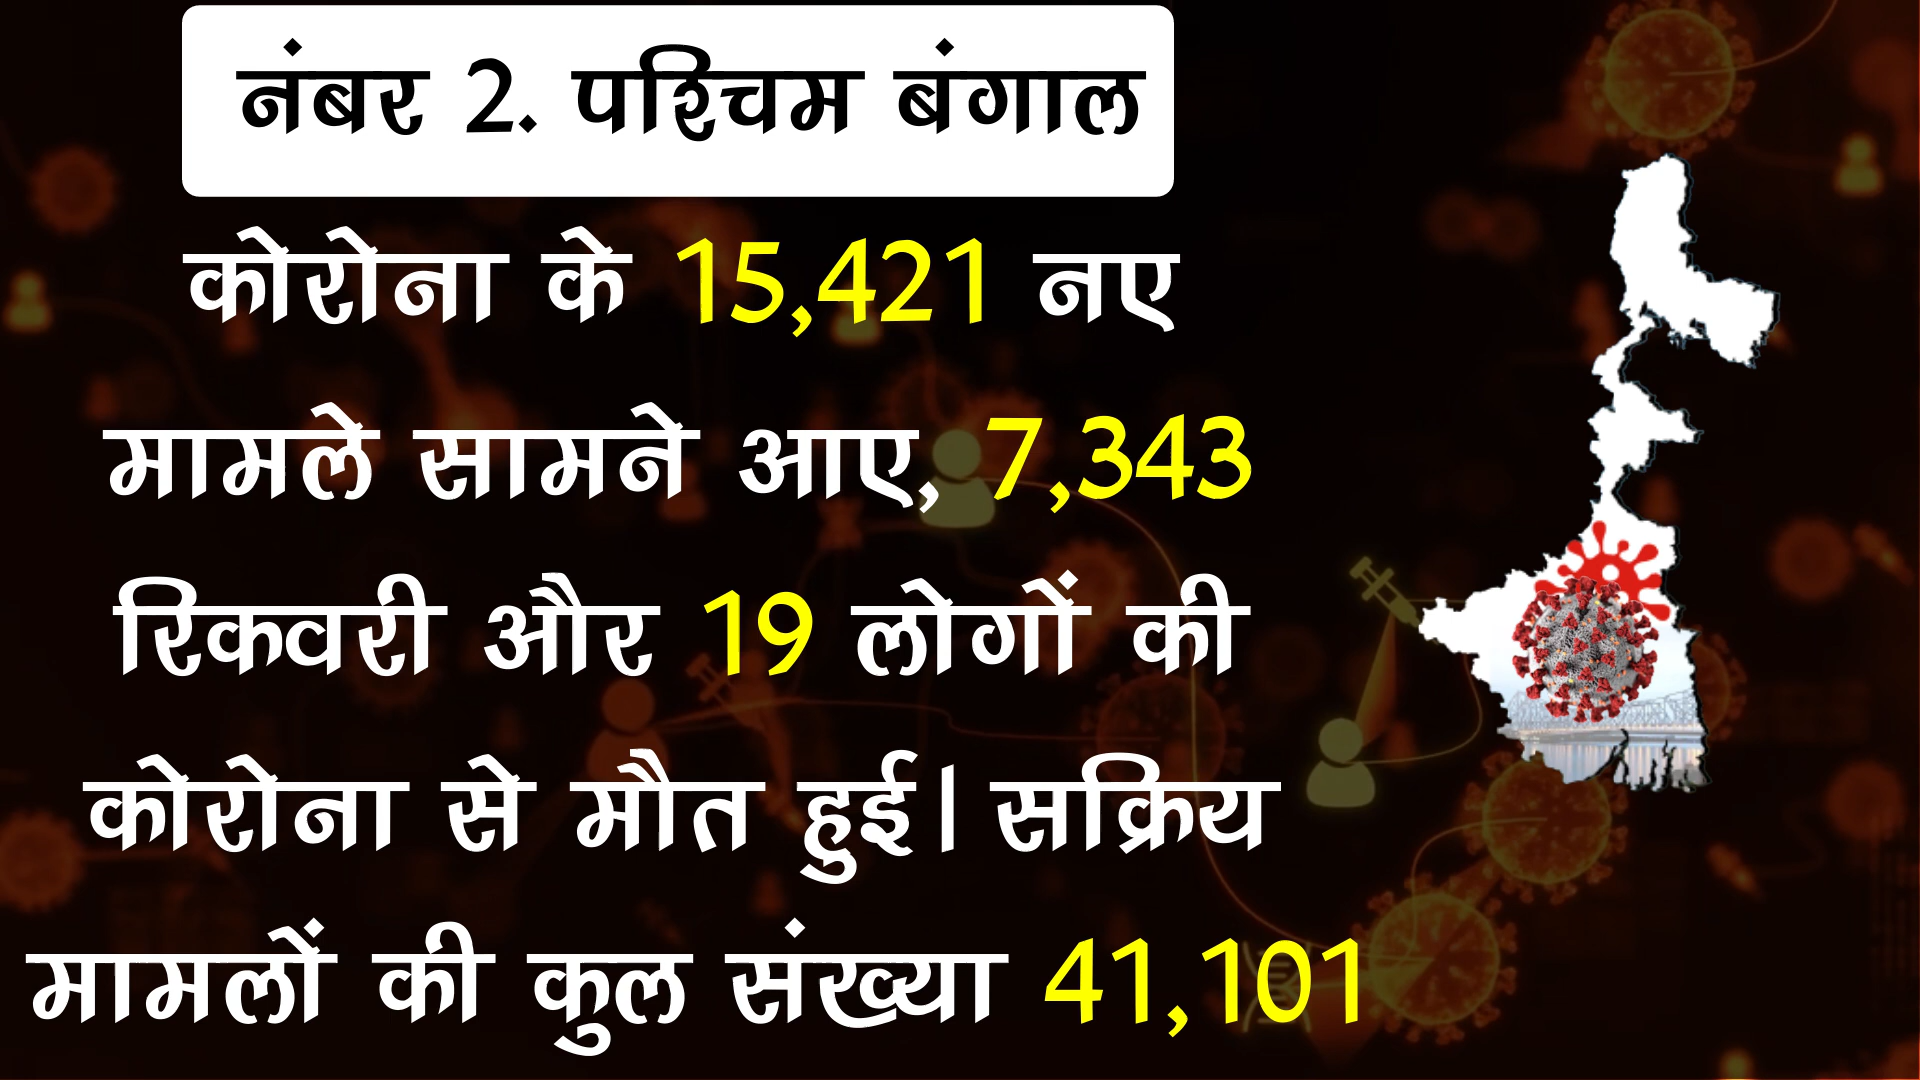 नंबर 2. पश्चिम बंगाल
कोरोना के 15,421 नए
मामले सामने आए, 7,343
रिकवरी और 19 लोगों की
कोरोना से मौत हुई। सक्रिय
मामलों की कुल संख्या 41,101